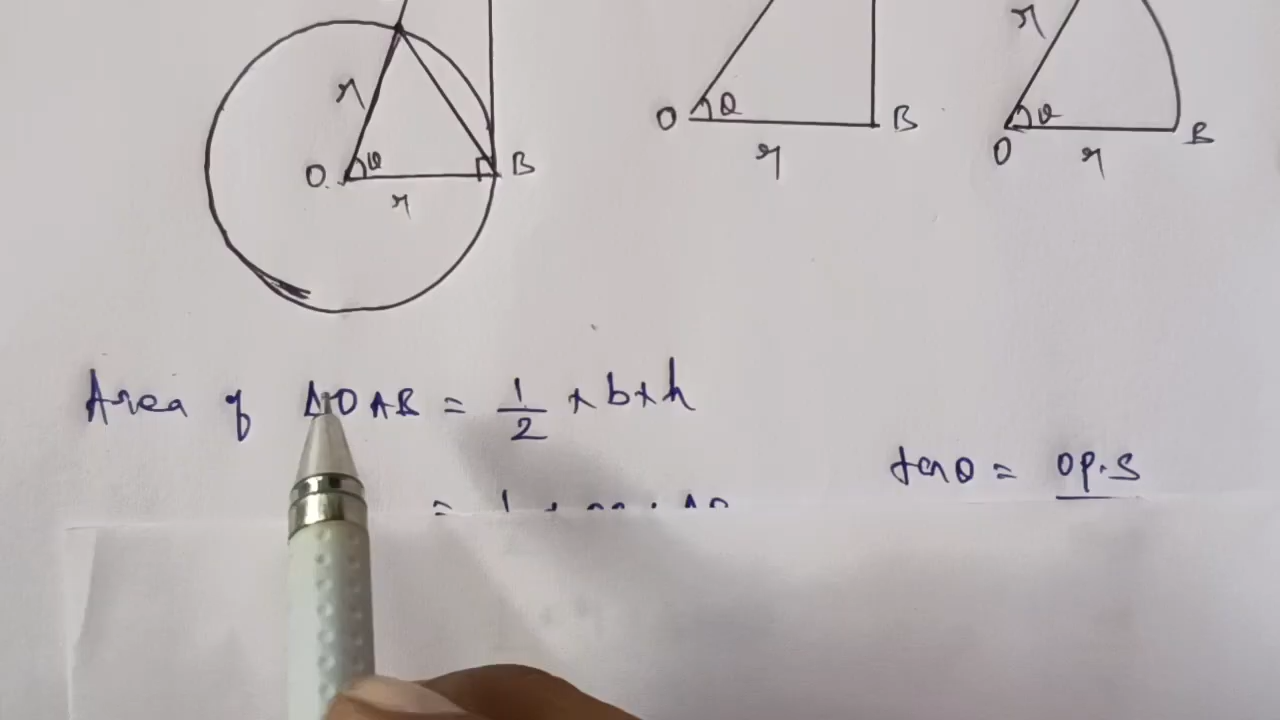 r
O θ B
r
O θ B
r
r
O θ B
r
Area of ΔOAB = 1/2 × b × h
tanθ = OP.S